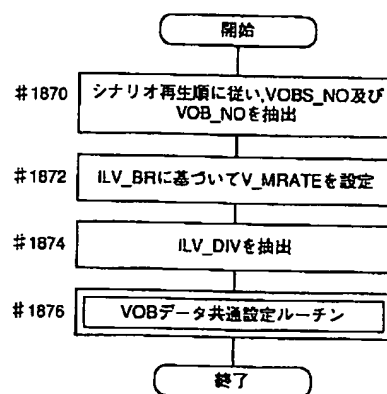 開始
#1870
シナリオ再生順に従い,VOBS_NO及び
VOB_NOを抽出
#1872
ILV_BRに基づいてV_MRATEを設定
#1874
ILV_DIVを抽出
#1876
VOBデータ共通設定ルーチン
終了